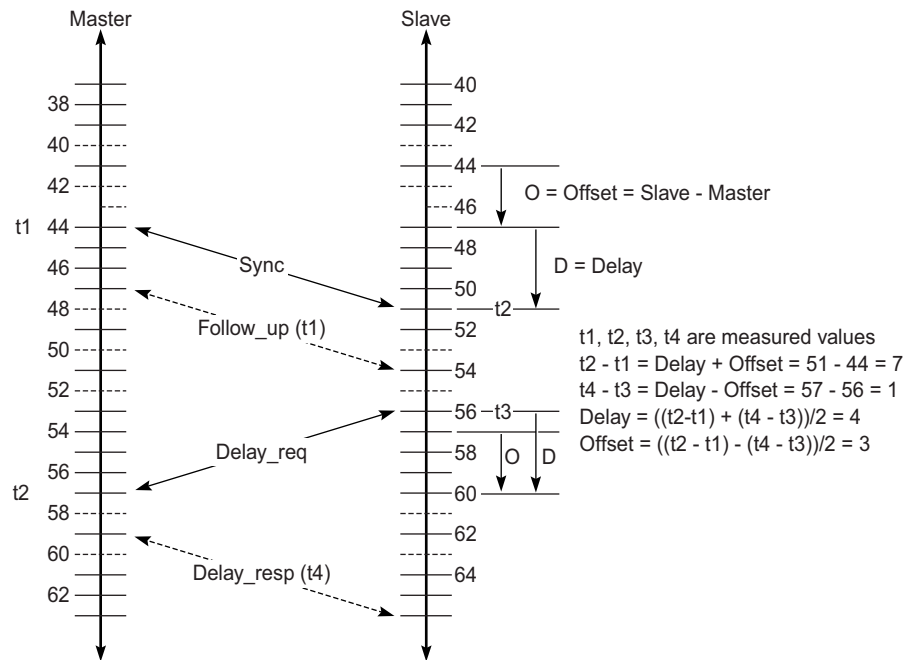 Master
Slave
40
38
42
40
44
42
O = Offset = Slave - Master
46
t1
44
48
Sync
D = Delay
46
50
48
t2
Follow_up (t1)
52
t1, t2, t3, t4 are measured values
50
t2 - t1 = Delay + Offset = 51 - 44 = 7
54
t4 - t3 = Delay - Offset = 57 - 56 = 1
52
56
t3
Delay = ((t2-t1) + (t4 - t3))/2 = 4
54
Offset = ((t2 - t1) - (t4 - t3))/2 = 3
Delay_req
58
O
D
56
t2
60
58
62
60
Delay_resp (t4)
64
62